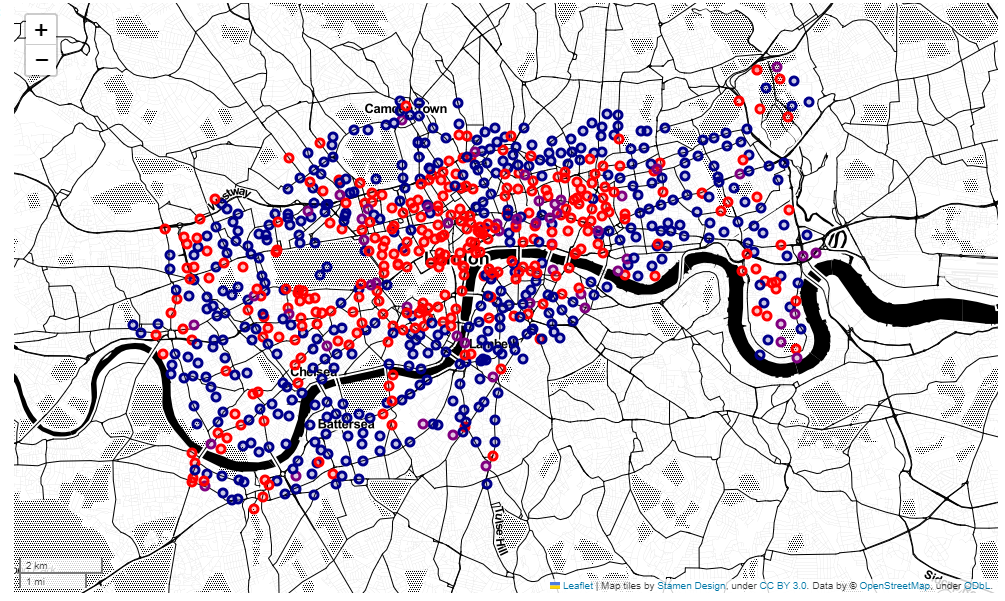 +
−
Camden Town
Westway
London
Lambeth
Chelsea
Battersea
Tulse Hill
2 km
1 mi
Leaflet | Map tiles by Stamen Design, under CC BY 3.0. Data by © OpenStreetMap, under ODbL.